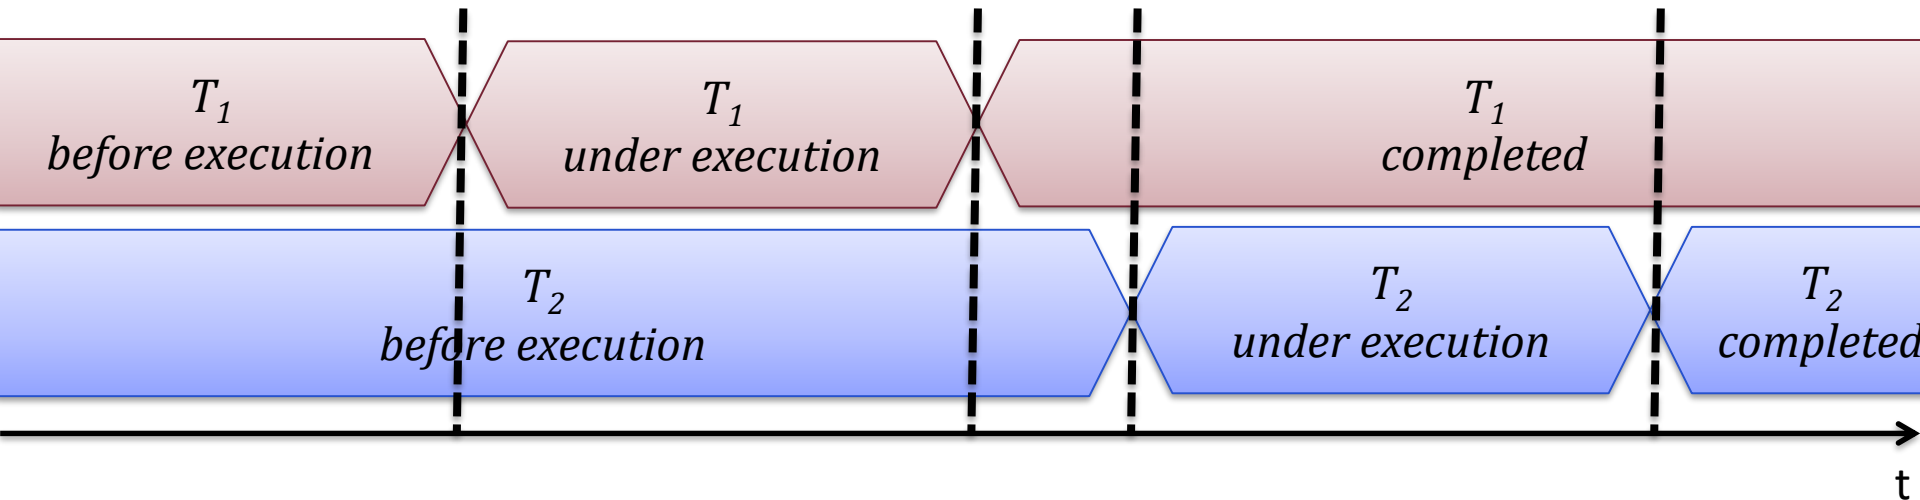 T1
before execution
T1
under execution
T1
completed
T2
before execution
T2
under execution
T2
completed
t